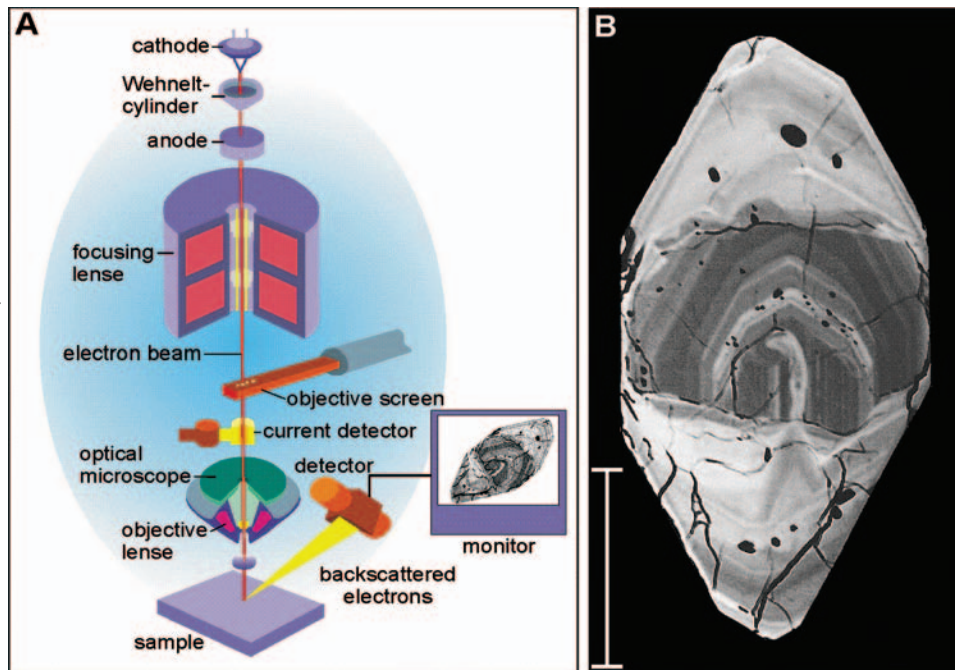 A
cathode
Wehnelt-
cylinder
anode
focusing
lense
electron beam
objective screen
current detector
optical
microscope
detector
objective
lense
monitor
backscattered
electrons
sample
B